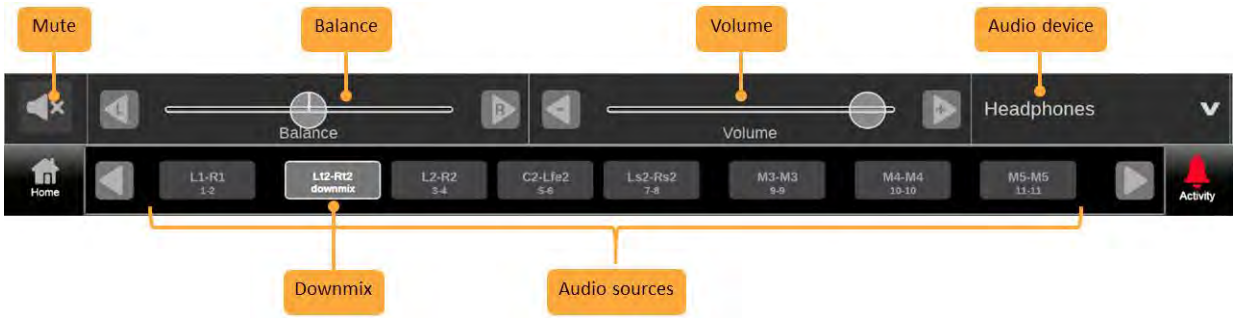 Mute
Balance
Volume
Audio device
L
R
-
+
Headphones
Balance
Volume
Home
L1-R1
1-2
Lt2-Rt2
downmix
L2-R2
3-4
C2-Lfe2
5-6
Ls2-Rs2
7-8
M3-M3
9-9
M4-M4
10-10
M5-M5
11-11
Activity
Downmix
Audio sources